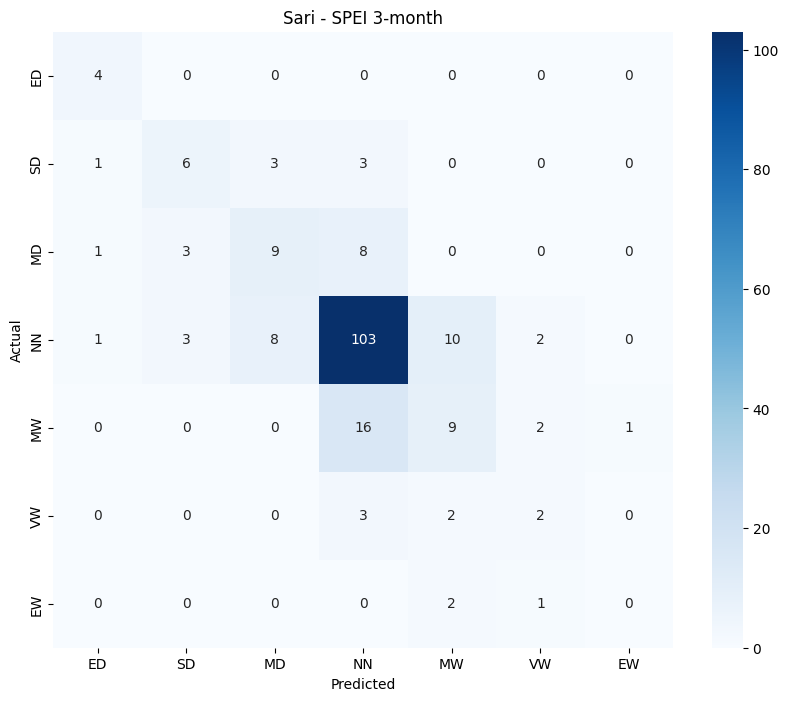 Sari - SPEI 3-month
Actual
ED 4 0 0 0 0 0 0
SD 1 6 3 3 0 0 0
MD 1 3 9 8 0 0 0
NN 1 3 8 103 10 2 0
MW 0 0 0 16 9 2 1
VW 0 0 0 3 2 2 0
EW 0 0 0 0 2 1 0
ED SD MD NN MW VW EW
Predicted
100
80
60
40
20
0